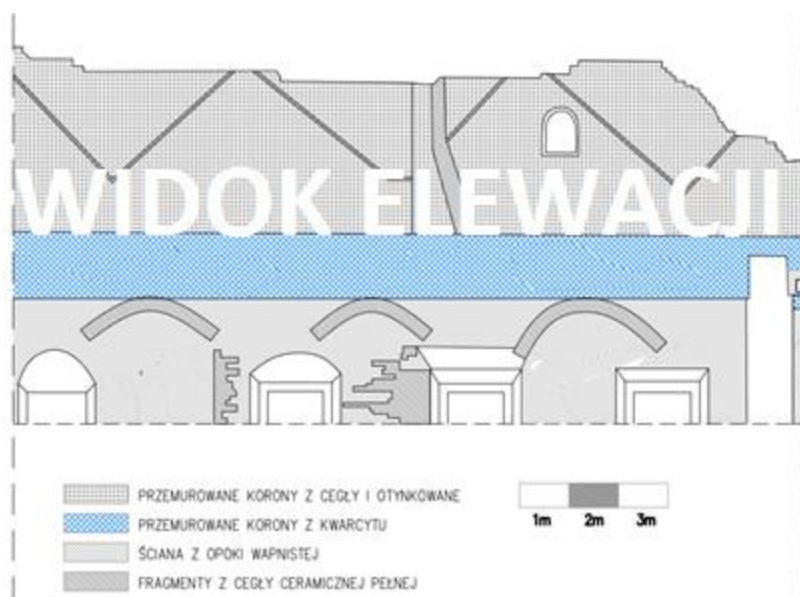 WIDOK ELEWACJI
PRZEMUROWANE KORONY Z CEGŁY I OTYNKOWANE
PRZEMUROWANE KORONY Z KWARCYTU
ŚCIANA Z OPOKI WAPNISTEJ
FRAGMENTY Z CEGŁY CERAMICZNEJ PEŁNEJ
1m 2m 3m